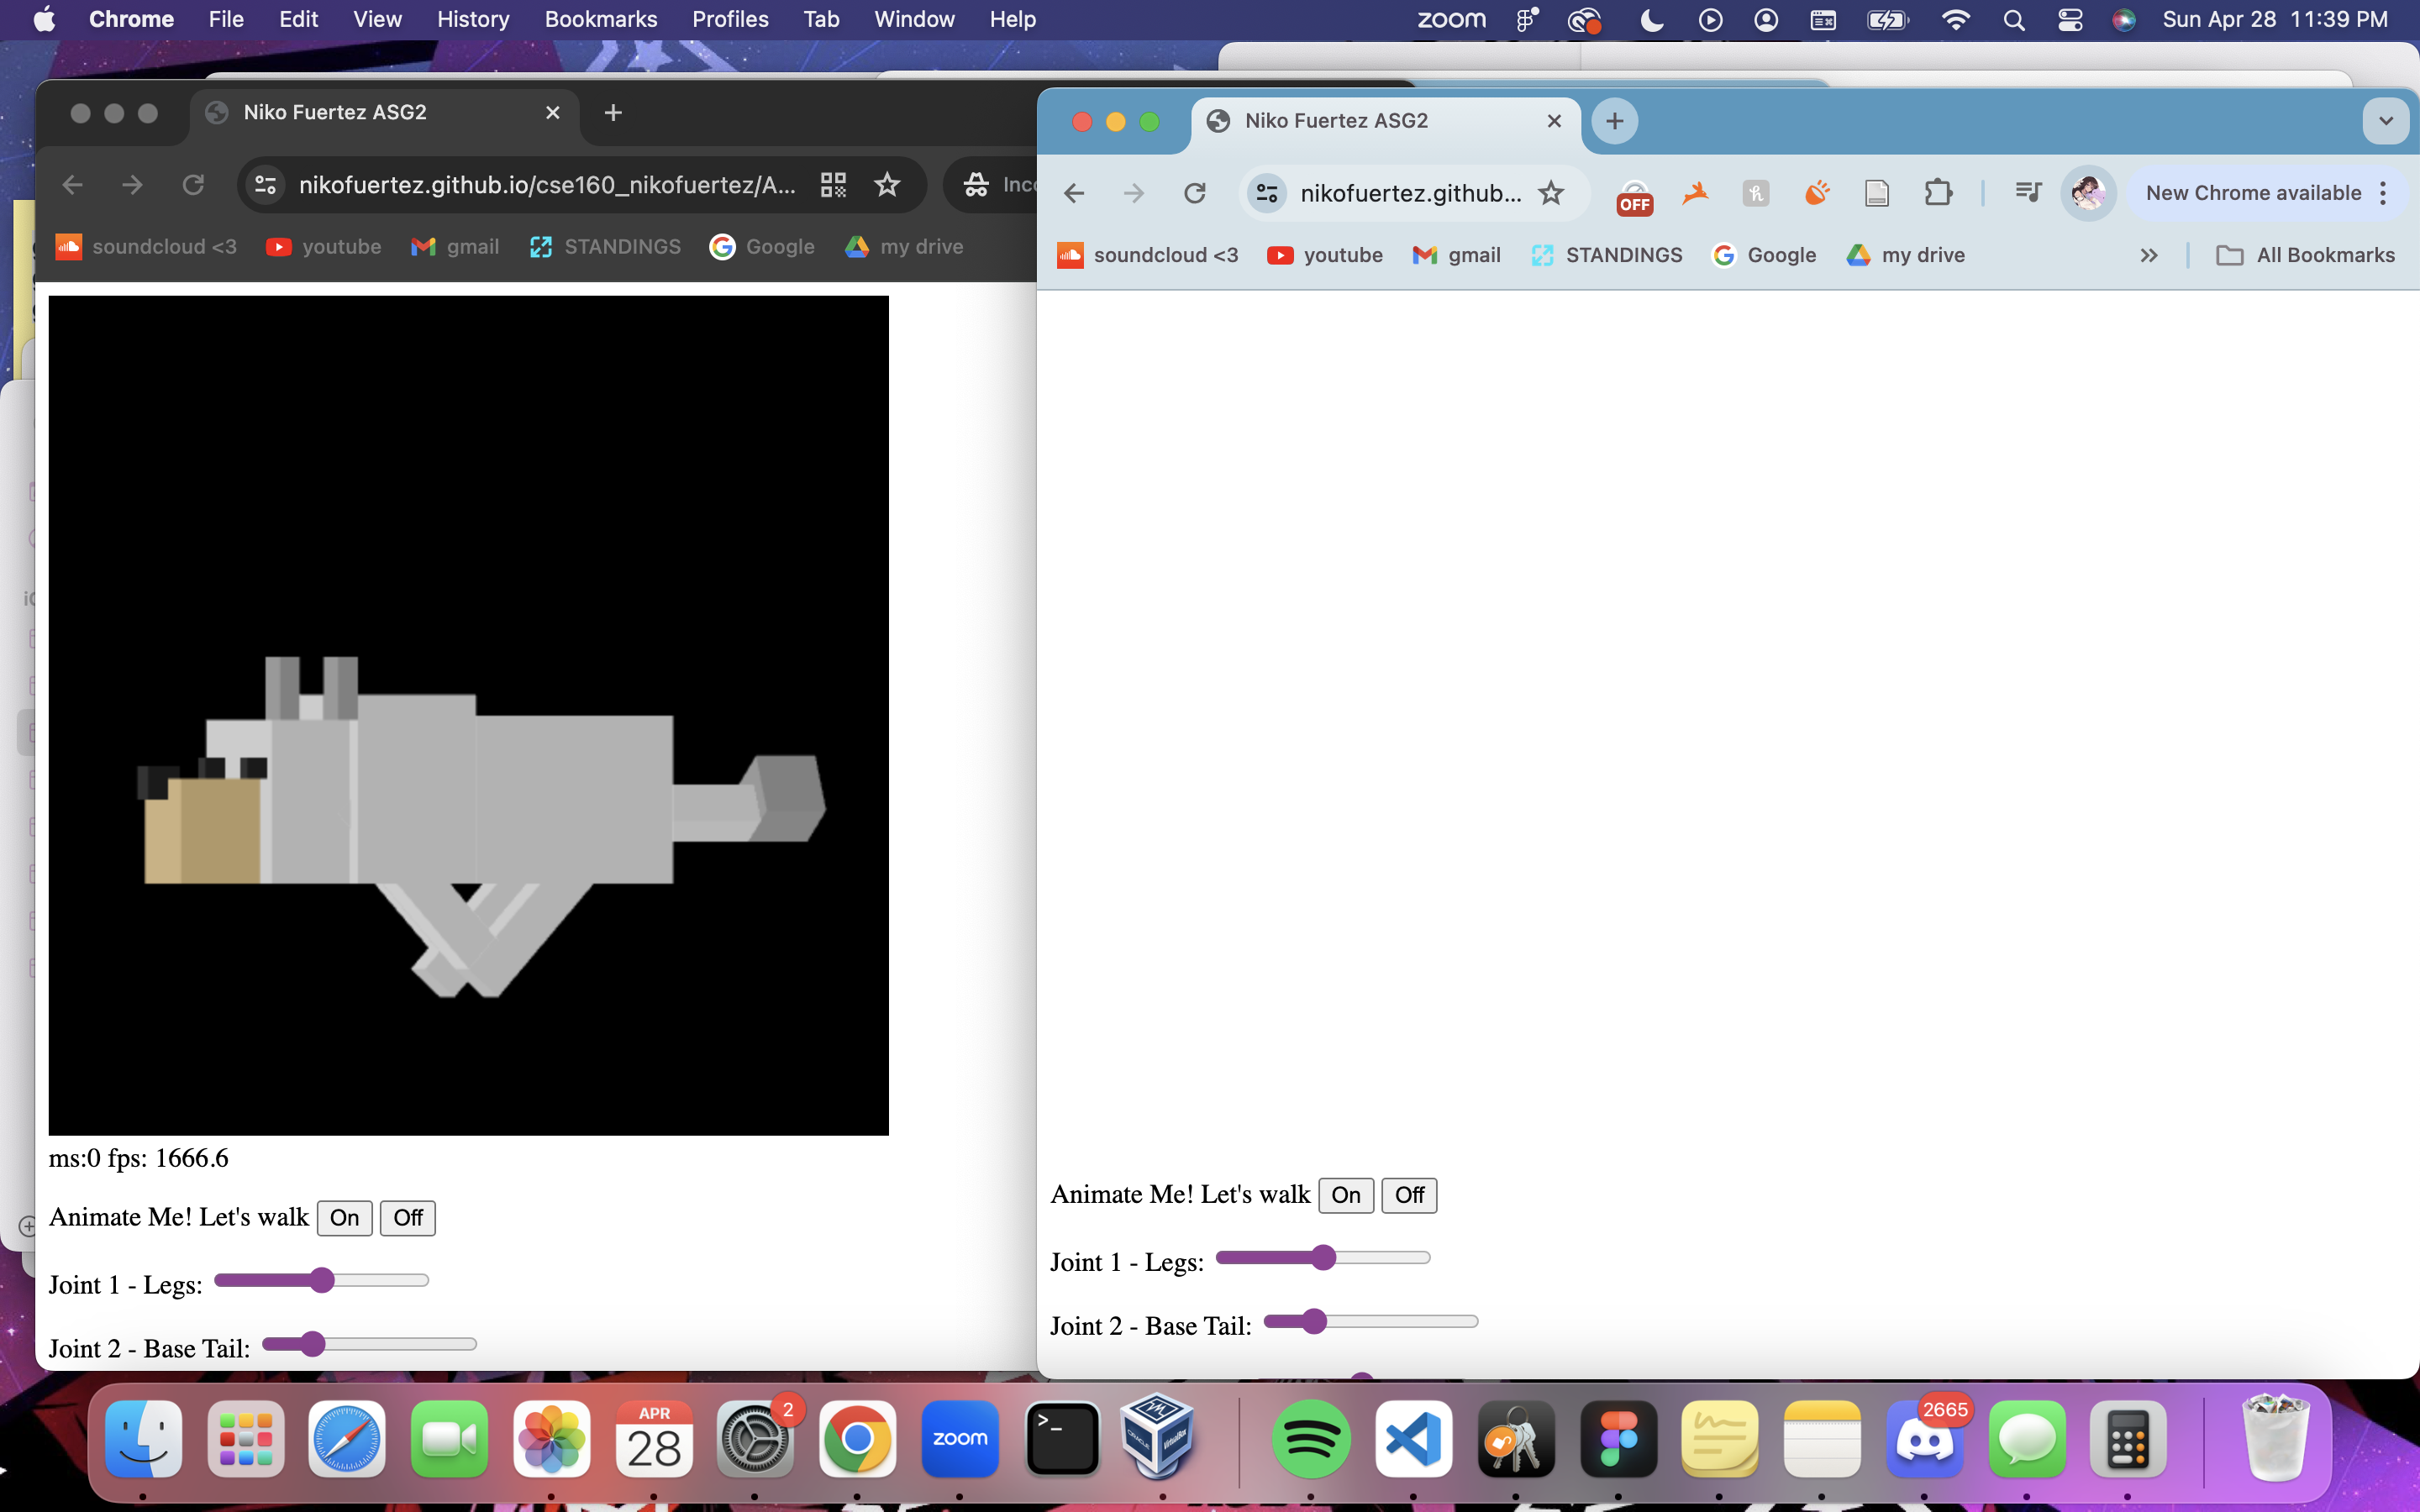 Chrome File Edit View History Bookmarks Profiles Tab Window Help zoom Sun Apr 28 11:39 PM
Niko Fuertez ASG2
nikofuertez.github.io/cse160_nikofuertez/A...
soundcloud <3 youtube gmail STANDINGS Google my drive
ms:0 fps: 1666.6
Animate Me! Let's walk On Off
Joint 1 - Legs:
Joint 2 - Base Tail:
Niko Fuertez ASG2
nikofuertez.github... OFF h New Chrome available
soundcloud <3 youtube gmail STANDINGS Google my drive » All Bookmarks
Animate Me! Let's walk On Off
Joint 1 - Legs:
Joint 2 - Base Tail:
APR
28
2
zoom
2665